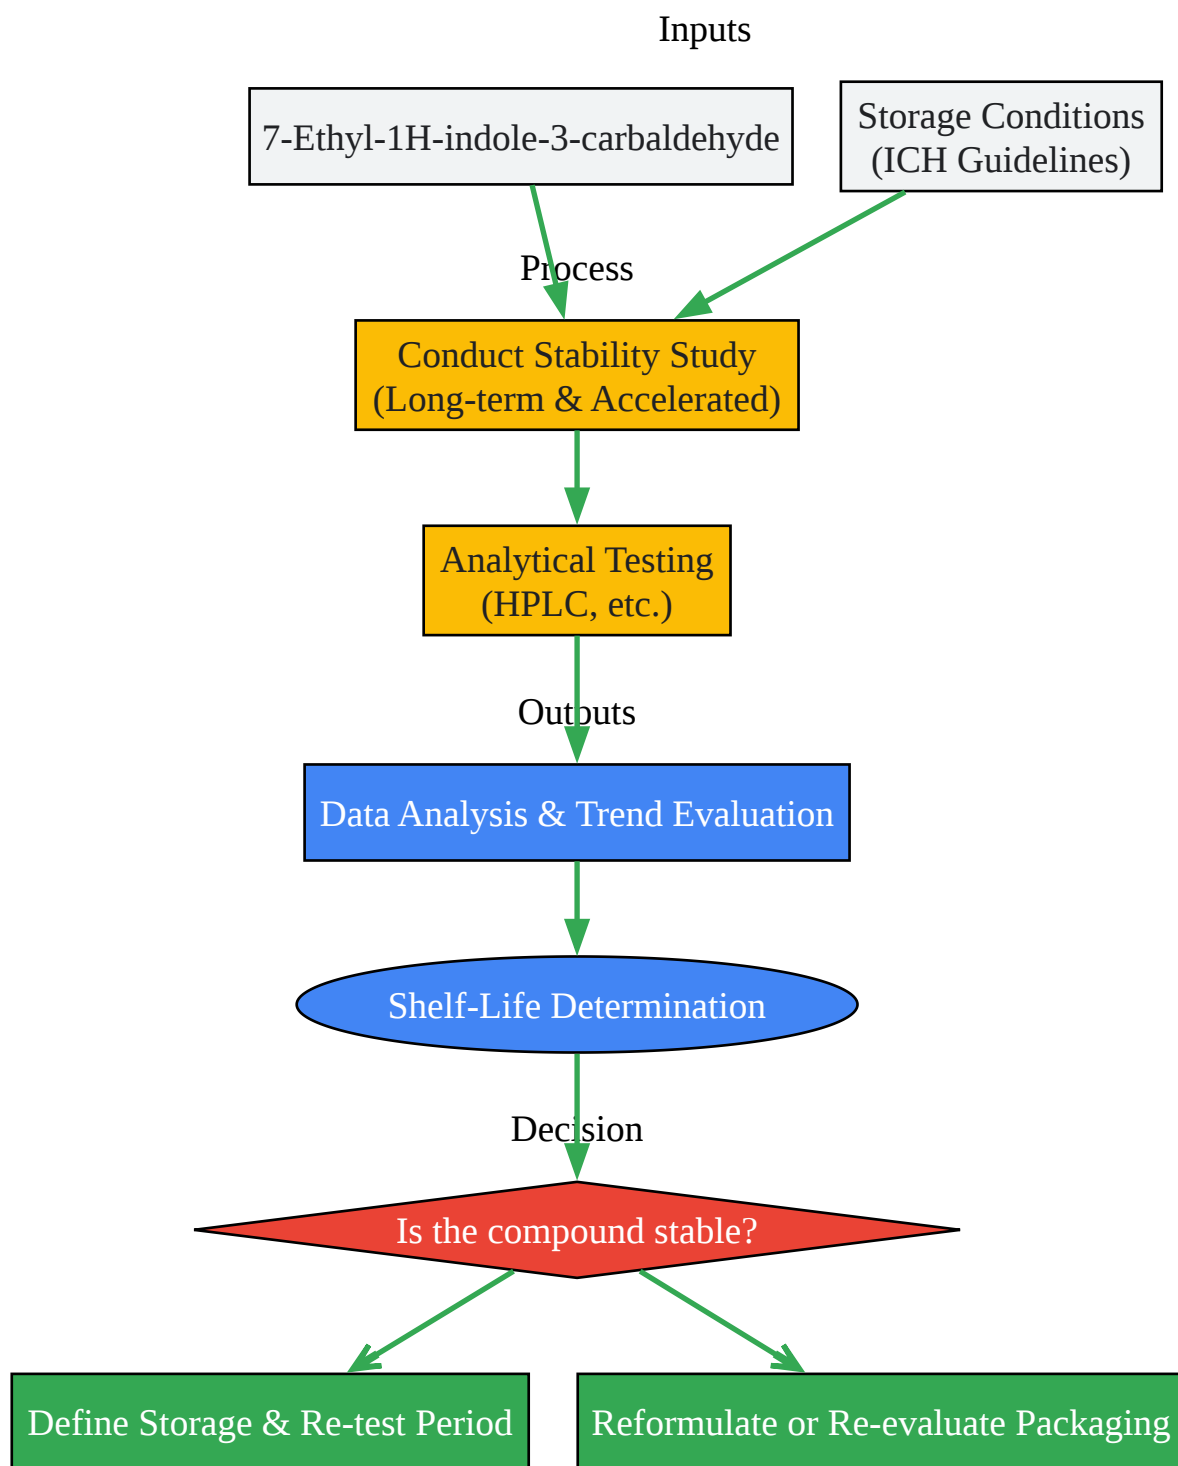 Inputs
7-Ethyl-1H-indole-3-carbaldehyde
Storage Conditions
(ICH Guidelines)
Process
Conduct Stability Study
(Long-term & Accelerated)
Analytical Testing
(HPLC, etc.)
Outputs
Data Analysis & Trend Evaluation
Shelf-Life Determination
Decision
Is the compound stable?
Define Storage & Re-test Period
Reformulate or Re-evaluate Packaging